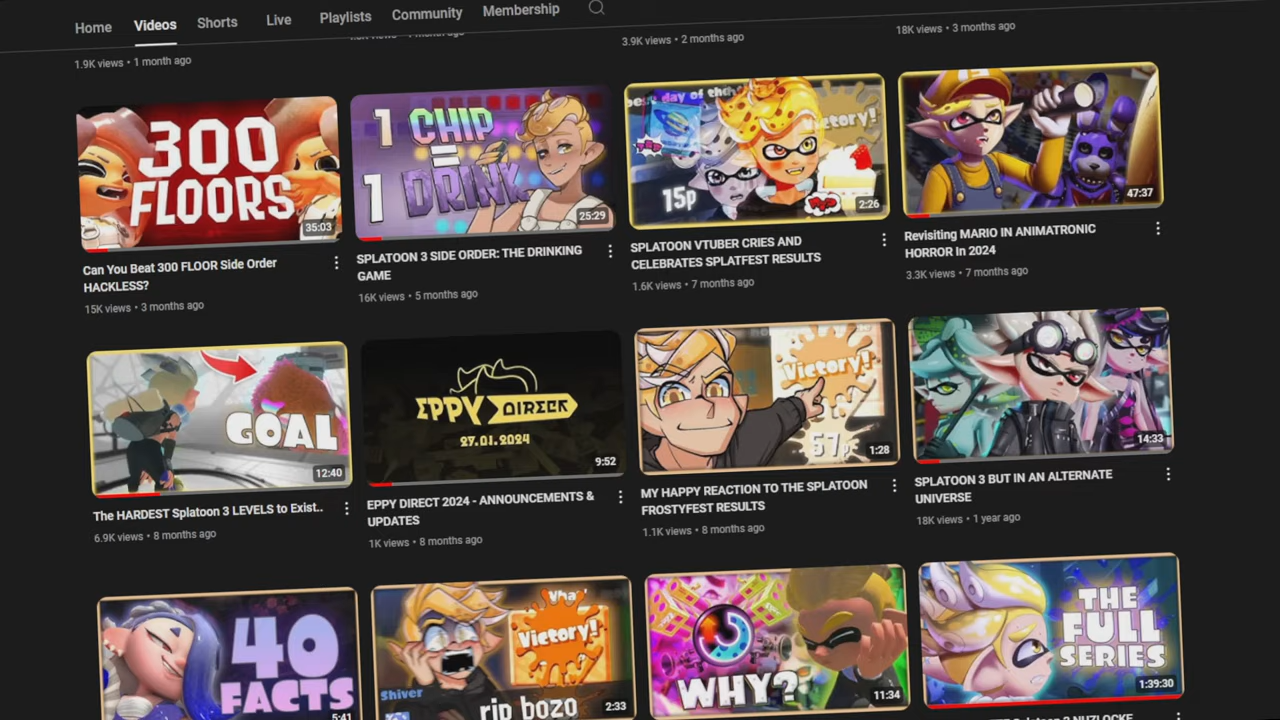 Home
Videos
Shorts
Live
Playlists
Community
Membership
1.9K views • 1 month ago
3.9K views • 2 months ago
18K views • 3 months ago
300
FLOORS
35:03
Can You Beat 300 FLOOR Side Order
HACKLESS?
15K views • 3 months ago
1 CHIP
=
1 DRINK
25:29
SPLATOON 3 SIDE ORDER: THE DRINKING
GAME
16K views • 5 months ago
best day of the
15p
2:26
SPLATOON VTUBER CRIES AND
CELEBRATES SPLATFEST RESULTS
1.6K views • 7 months ago
47:37
Revisiting MARIO IN ANIMATRONIC
HORROR In 2024
3.3K views • 7 months ago
GOAL
12:40
The HARDEST Splatoon 3 LEVELS to Exist..
6.9K views • 8 months ago
EPPY DIRECT
27.01.2024
9:52
EPPY DIRECT 2024 - ANNOUNCEMENTS &
UPDATES
1K views • 8 months ago
Victory!
57p
1:28
MY HAPPY REACTION TO THE SPLATOON
FROSTYFEST RESULTS
1.1K views • 8 months ago
14:33
SPLATOON 3 BUT IN AN ALTERNATE
UNIVERSE
18K views • 1 year ago
40
FACTS
5:41
Victory!
Shiver
rip bozo
2:33
WHY?
11:34
THE
FULL
SERIES
1:39:30
Splatoon 3 NUZLOCKE